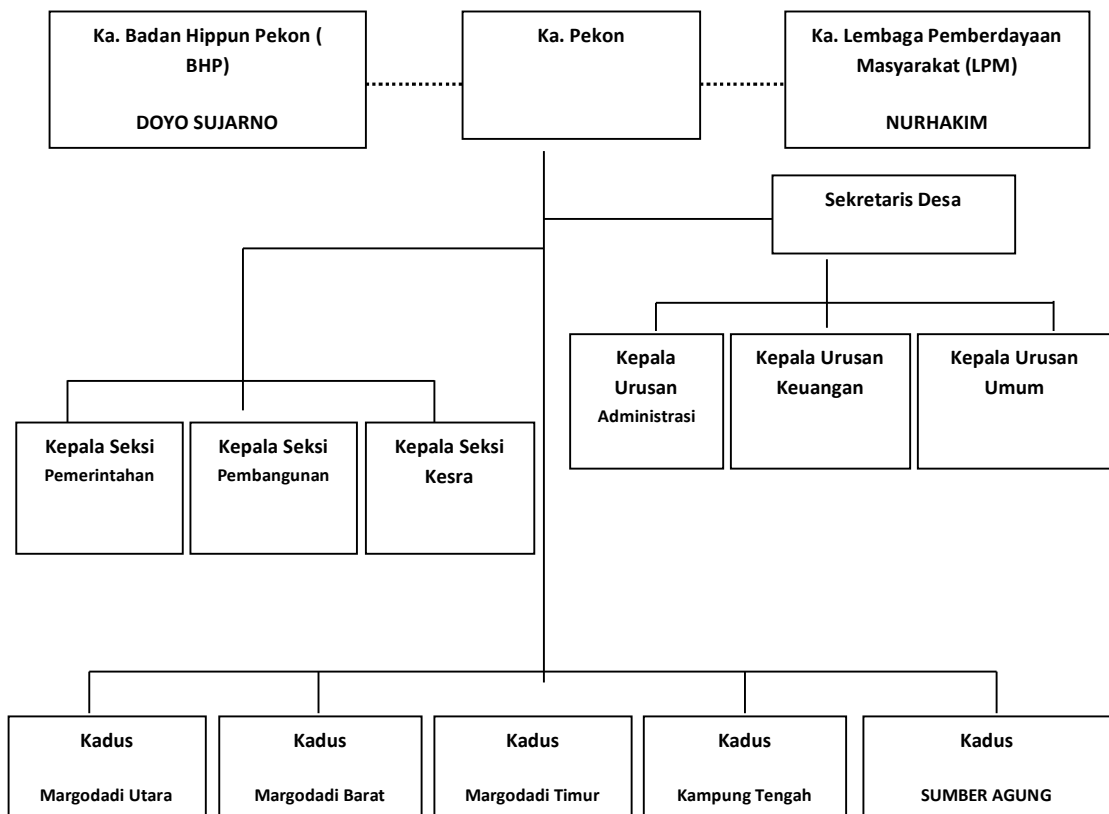 Ka. Badan Hippun Pekon (
BHP)
DOYO SUJARNO
Ka. Pekon
Ka. Lembaga Pemberdayaan
Masyarakat (LPM)
NURHAKIM
Sekretaris Desa
Kepala
Urusan
Administrasi
Kepala Urusan
Keuangan
Kepala Urusan
Umum
Kepala Seksi
Pemerintahan
Kepala Seksi
Pembangunan
Kepala Seksi
Kesra
Kadus
Margodadi Utara
Kadus
Margodadi Barat
Kadus
Margodadi Timur
Kadus
Kampung Tengah
Kadus
SUMBER AGUNG